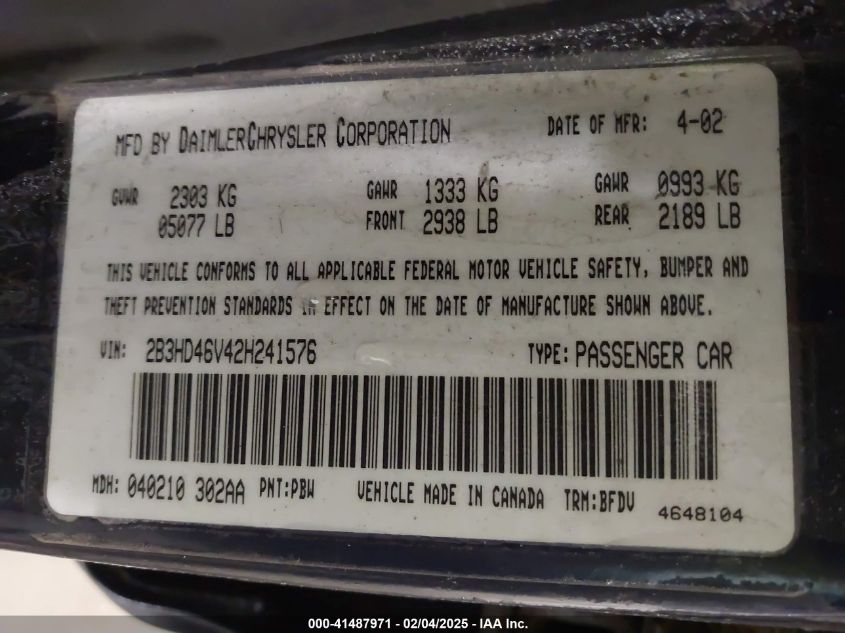 MFD BY DAIMLERCHRYSLER CORPORATION DATE OF MFR: 4-02
GVWR 2303 KG GAWR 1333 KG GAWR 0993 KG
05077 LB FRONT 2938 LB REAR 2189 LB
THIS VEHICLE CONFORMS TO ALL APPLICABLE FEDERAL MOTOR VEHICLE SAFETY, BUMPER AND
THEFT PREVENTION STANDARDS IN EFFECT ON THE DATE OF MANUFACTURE SHOWN ABOVE.
VIN: 2B3HD46V42H241576 TYPE: PASSENGER CAR
MDH: 040210 302AA PNT: PBW VEHICLE MADE IN CANADA TRM: BFDV 4648104
000-41487971 - 02/04/2025 - IAA Inc.